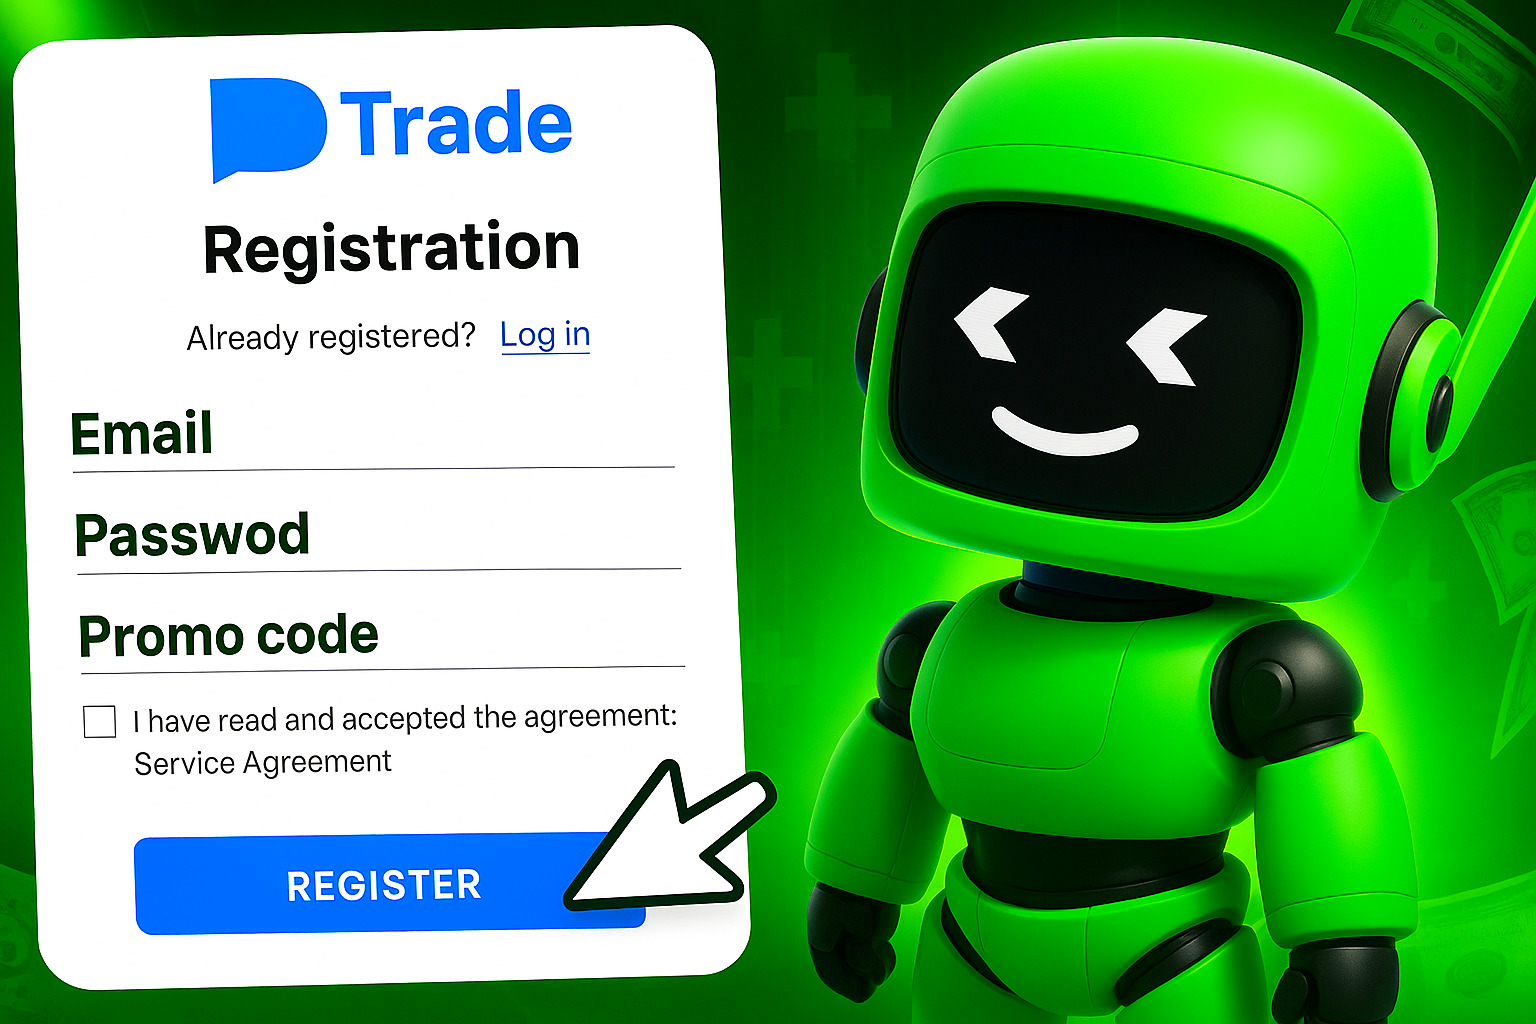 Trade
Registration
Already registered? Log in
Email
Passwod
Promo code
I have read and accepted the agreement:
Service Agreement
REGISTER